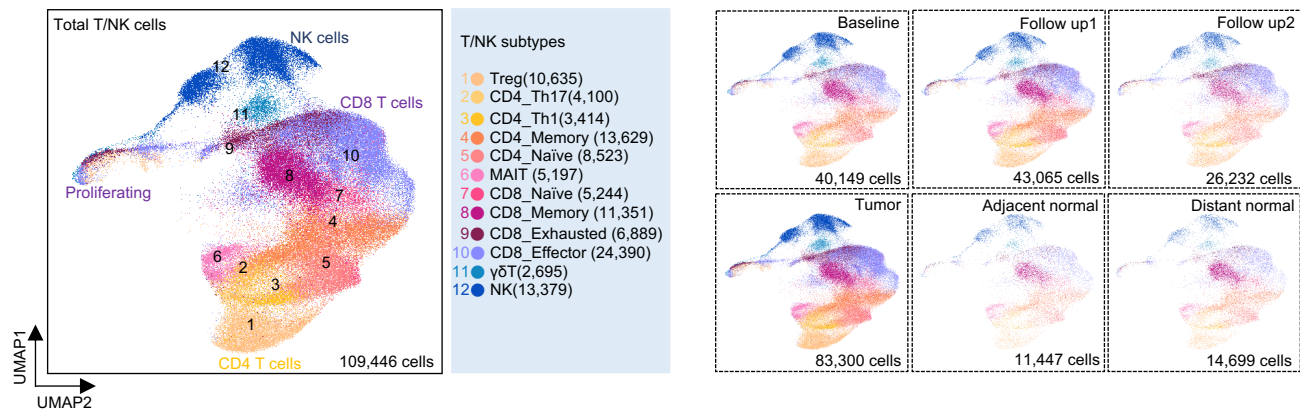 Total T/NK cells
NK cells
12
11
CD8 T cells
9
10
8
Proliferating
7
4
6
2
5
3
1
CD4 T cells
109,446 cells
UMAP1
UMAP2
T/NK subtypes
1 Treg(10,635)
2 CD4_Th17(4,100)
3 CD4_Th1(3,414)
4 CD4_Memory (13,629)
5 CD4_Naïve (8,523)
6 MAIT (5,197)
7 CD8_Naïve (5,244)
8 CD8_Memory (11,351)
9 CD8_Exhausted (6,889)
10 CD8_Effector (24,390)
11 γδT(2,695)
12 NK(13,379)
Baseline
40,149 cells
Follow up1
43,065 cells
Follow up2
26,232 cells
Tumor
83,300 cells
Adjacent normal
11,447 cells
Distant normal
14,699 cells